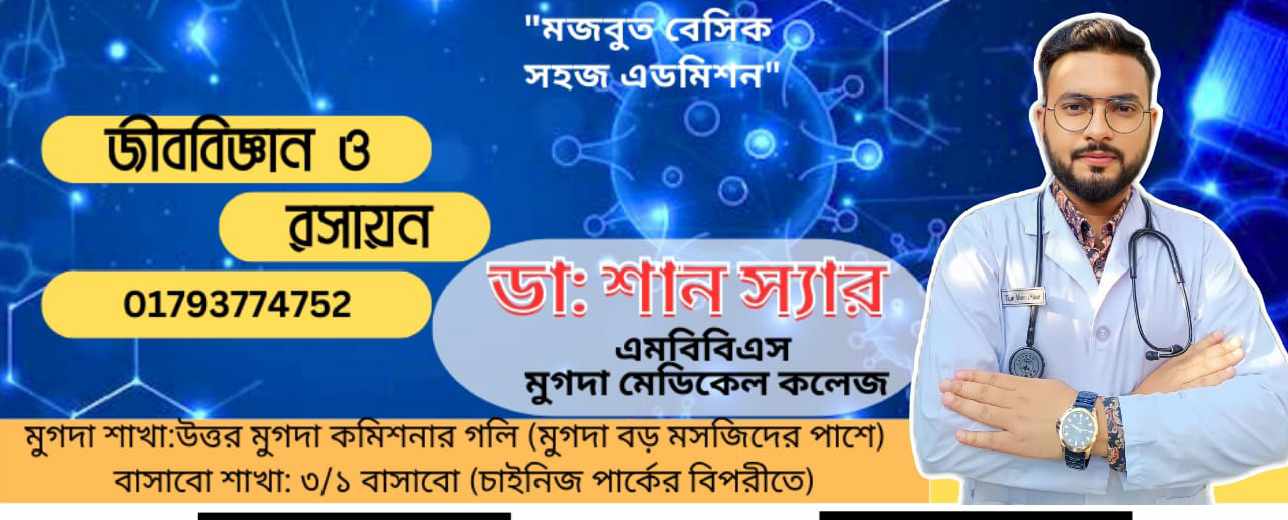 "মজবুত বেসিক
সহজ এডমিশন"
জীববিজ্ঞান ও
রসায়ন
01793774752
ডা: শান স্যার
এমবিবিএস
মুগদা মেডিকেল কলেজ
মুগদা শাখা:উত্তর মুগদা কমিশনার গলি (মুগদা বড় মসজিদের পাশে)
বাসাবো শাখা: ৩/১ বাসাবো (চাইনিজ পার্কের বিপরীতে)